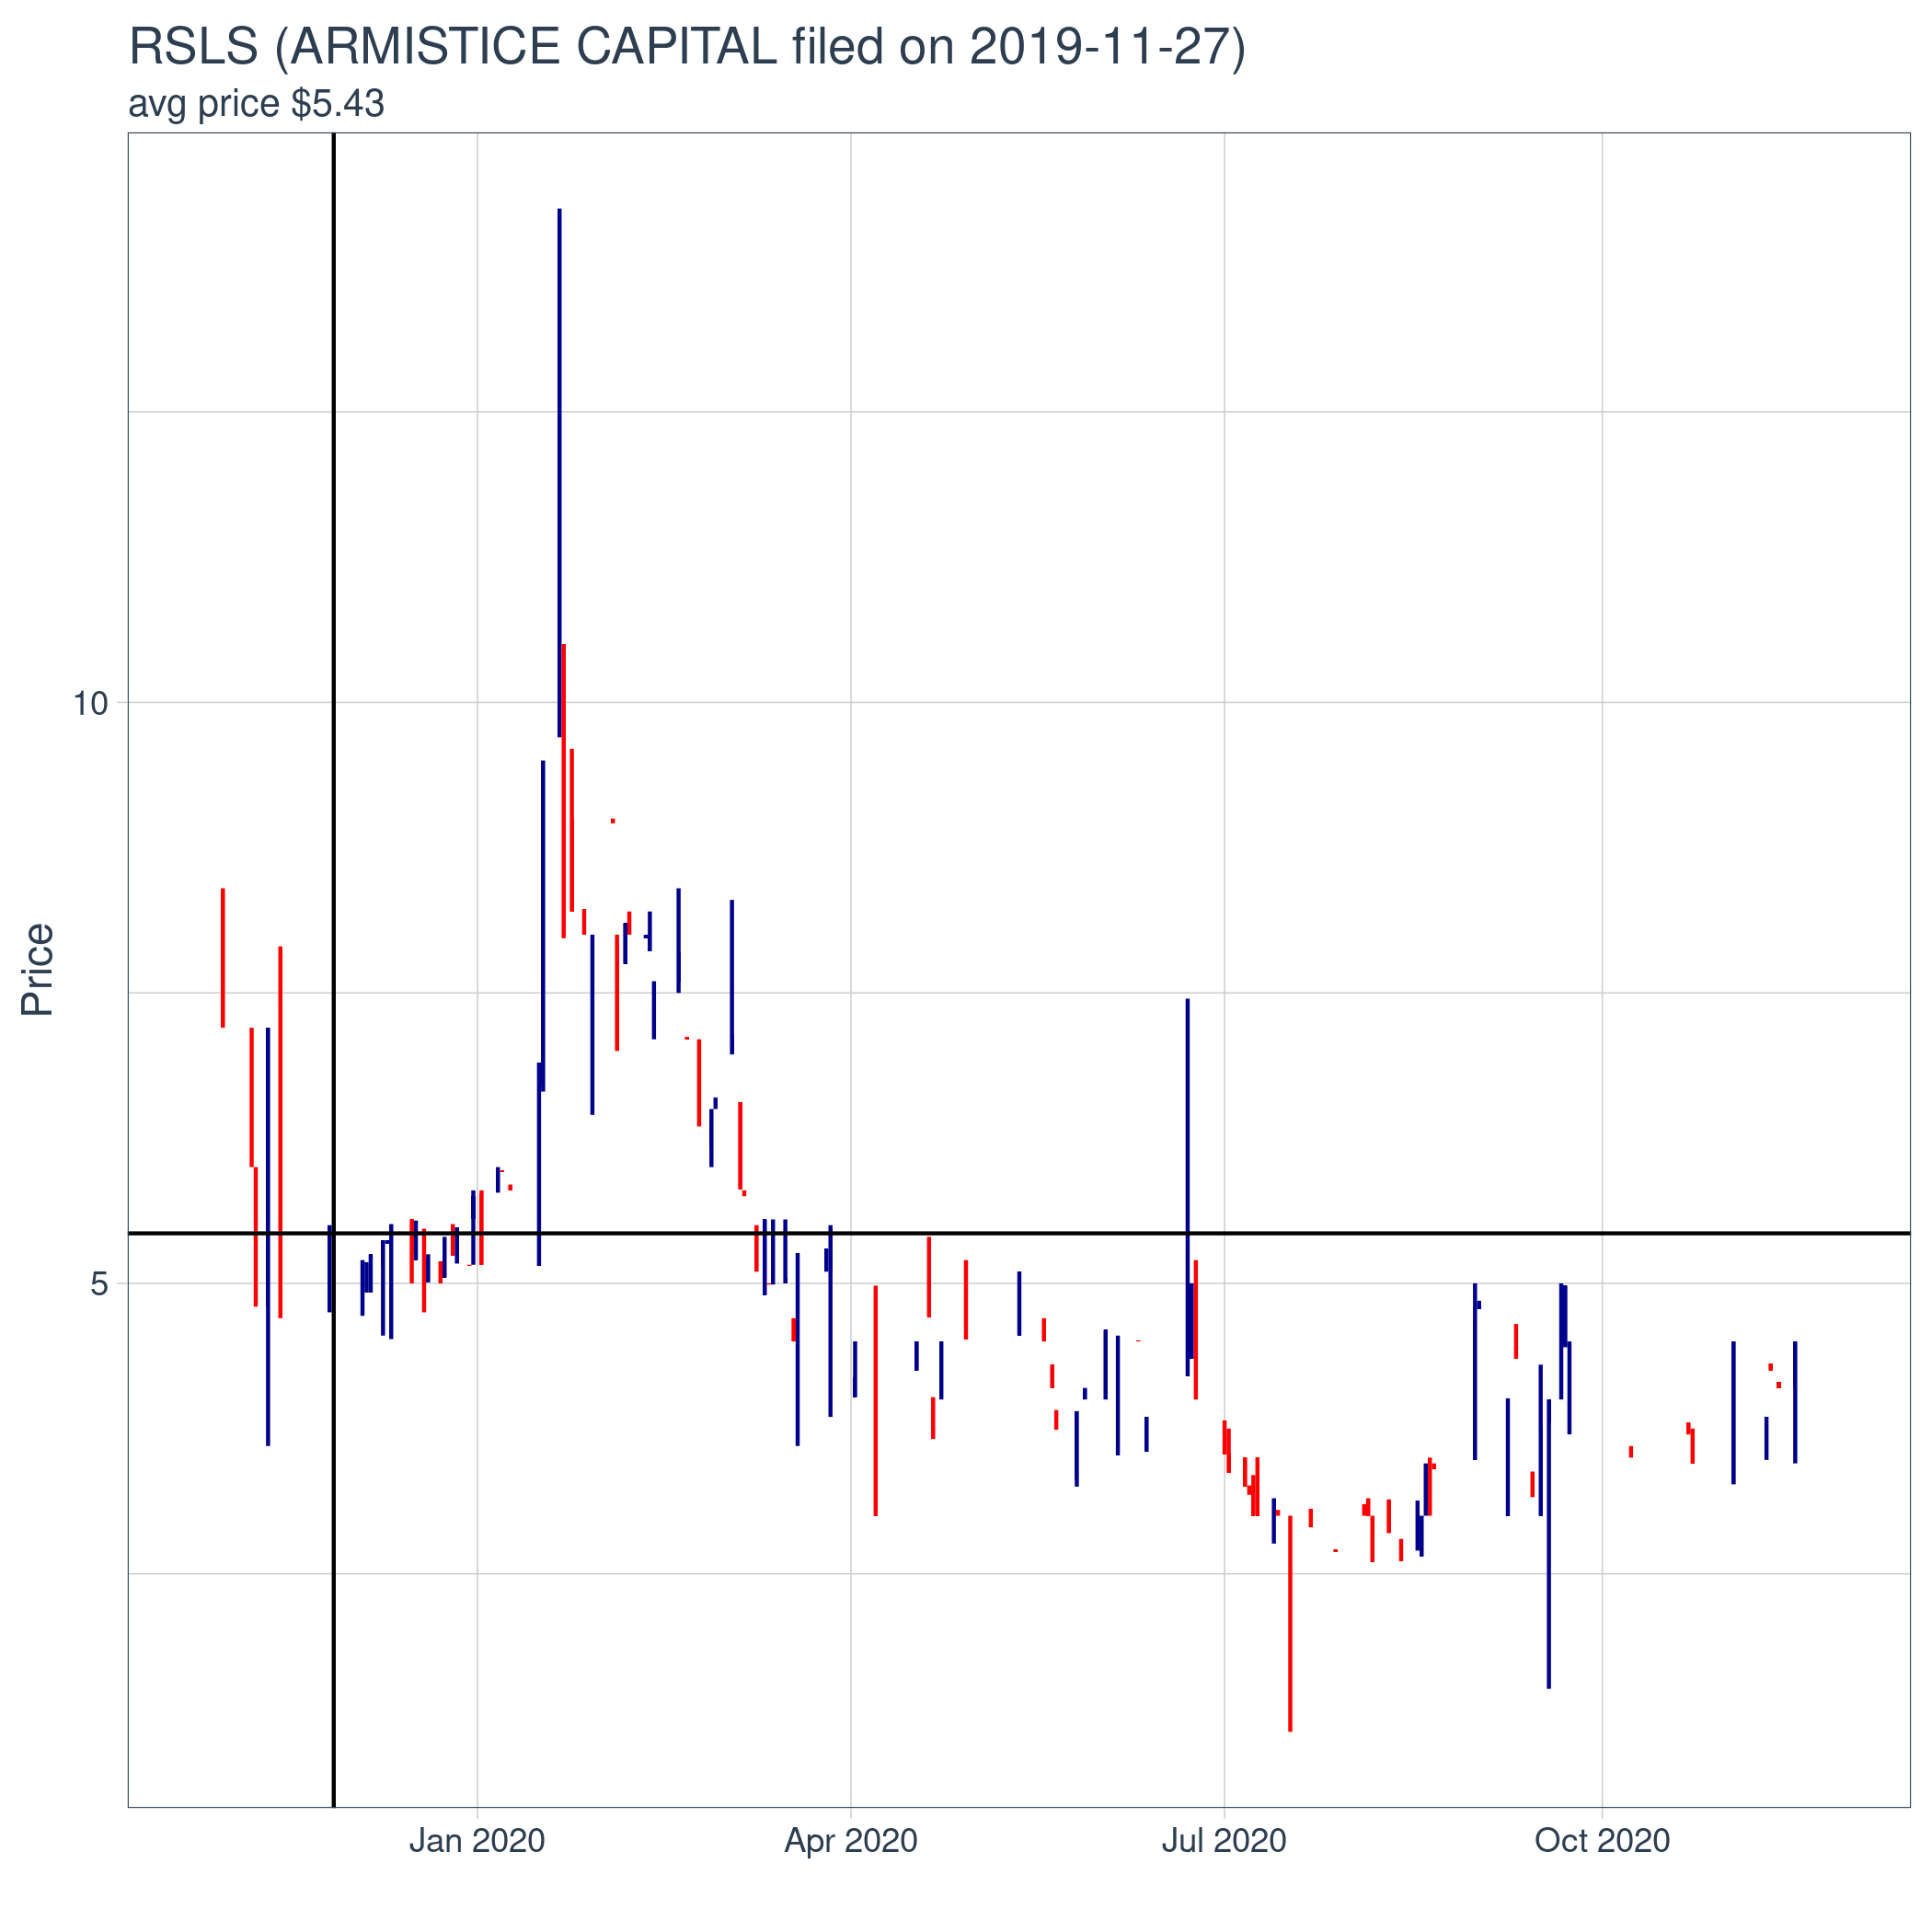 RSLS (ARMISTICE CAPITAL filed on 2019-11-27)
avg price $5.43
10
5
Price
Jan 2020
Apr 2020
Jul 2020
Oct 2020